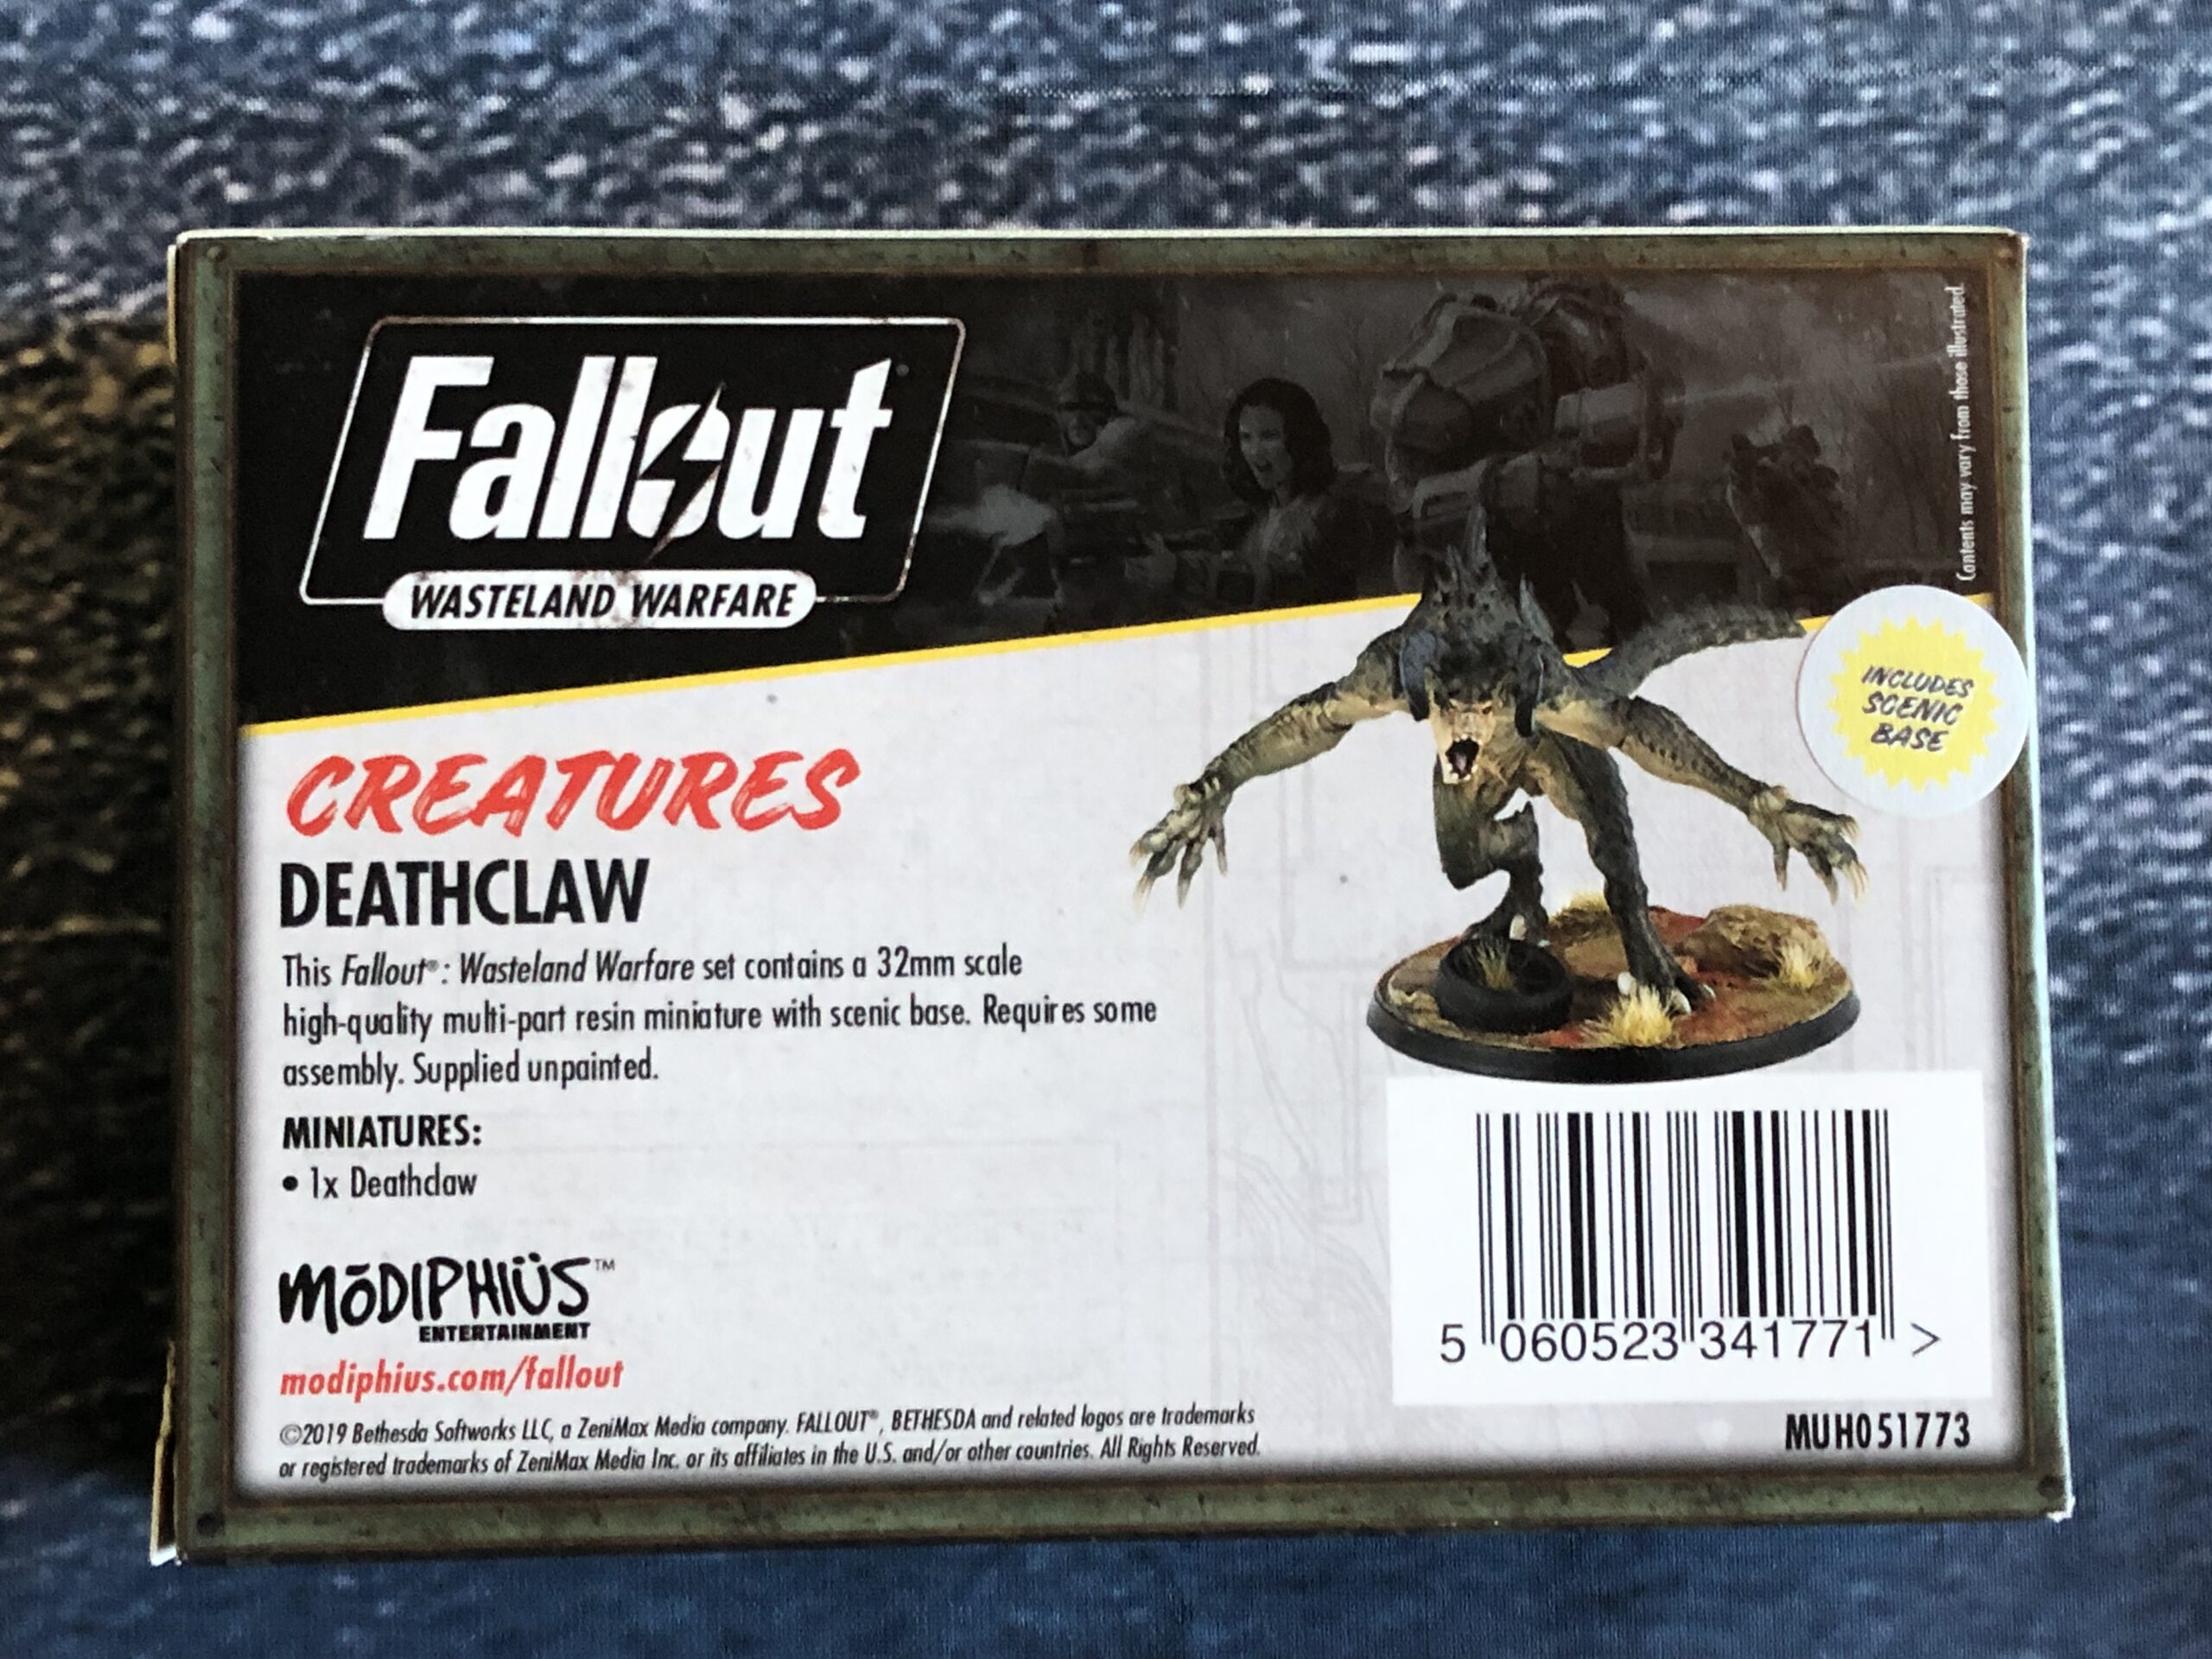 Fallout®
WASTELAND WARFARE
Contents may vary from those illustrated.
INCLUDES
SCENIC
BASE
CREATURES
DEATHCLAW
This Fallout®: Wasteland Warfare set contains a 32mm scale
high-quality multi-part resin miniature with scenic base. Requires some
assembly. Supplied unpainted.
MINIATURES:
• 1x Deathclaw
MōDIPHIÜS™
ENTERTAINMENT
modiphius.com/fallout
©2019 Bethesda Softworks LLC, a ZeniMax Media company. FALLOUT®, BETHESDA and related logos are trademarks
or registered trademarks of ZeniMax Media Inc. or its affiliates in the U.S. and/or other countries. All Rights Reserved.
5 060523 341771 >
MUH051773